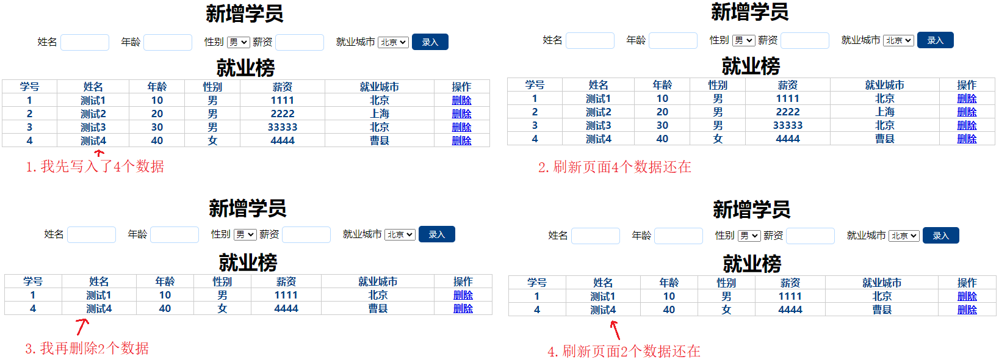 新增学员
姓名 年龄 性别 男 薪资 就业城市 北京 录入
就业榜
学号 姓名 年龄 性别 薪资 就业城市 操作
1 测试1 10 男 1111 北京 删除
2 测试2 20 男 2222 上海 删除
3 测试3 30 男 33333 北京 删除
4 测试4 40 女 4444 曹县 删除
1.我先写入了4个数据
新增学员
姓名 年龄 性别 男 薪资 就业城市 北京 录入
就业榜
学号 姓名 年龄 性别 薪资 就业城市 操作
1 测试1 10 男 1111 北京 删除
2 测试2 20 男 2222 上海 删除
3 测试3 30 男 33333 北京 删除
4 测试4 40 女 4444 曹县 删除
2.刷新页面4个数据还在
新增学员
姓名 年龄 性别 男 薪资 就业城市 北京 录入
就业榜
学号 姓名 年龄 性别 薪资 就业城市 操作
1 测试1 10 男 1111 北京 删除
4 测试4 40 女 4444 曹县 删除
3.我再删除2个数据
新增学员
姓名 年龄 性别 男 薪资 就业城市 北京 录入
就业榜
学号 姓名 年龄 性别 薪资 就业城市 操作
1 测试1 10 男 1111 北京 删除
4 测试4 40 女 4444 曹县 删除
4.刷新页面2个数据还在